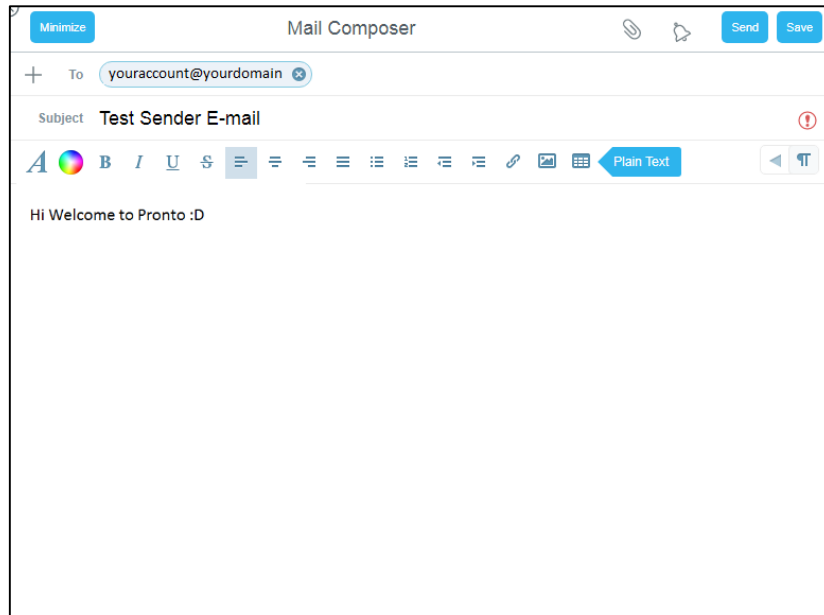 Minimize Mail Composer Send Save
To youraccount@yourdomain
Subject Test Sender E-mail
A B I U S Plain Text ¶
Hi Welcome to Pronto :D